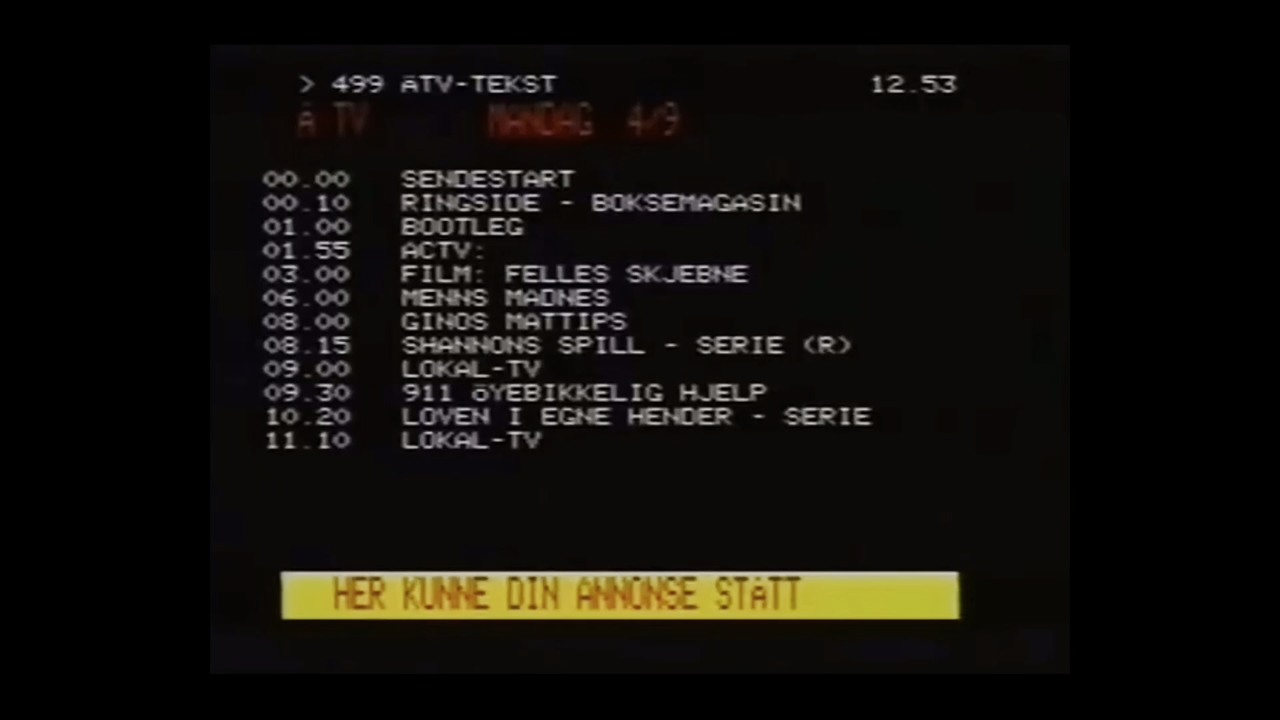 > 499 åTV-TEKST 12.53
å TV MANDAG 4/9
00.00 SENDESTART
00.10 RINGSIDE - BOKSEMAGASIN
01.00 BOOTLEG
01.55 ACTV:
03.00 FILM: FELLES SKJEBNE
06.00 MENNS MADNES
08.00 GINOS MATTIPS
08.15 SHANNONS SPILL - SERIE (R)
09.00 LOKAL-TV
09.30 911 öYEBIKKELIG HJELP
10.20 LOVEN I EGNE HENDER - SERIE
11.10 LOKAL-TV
HER KUNNE DIN ANNONSE STåTT